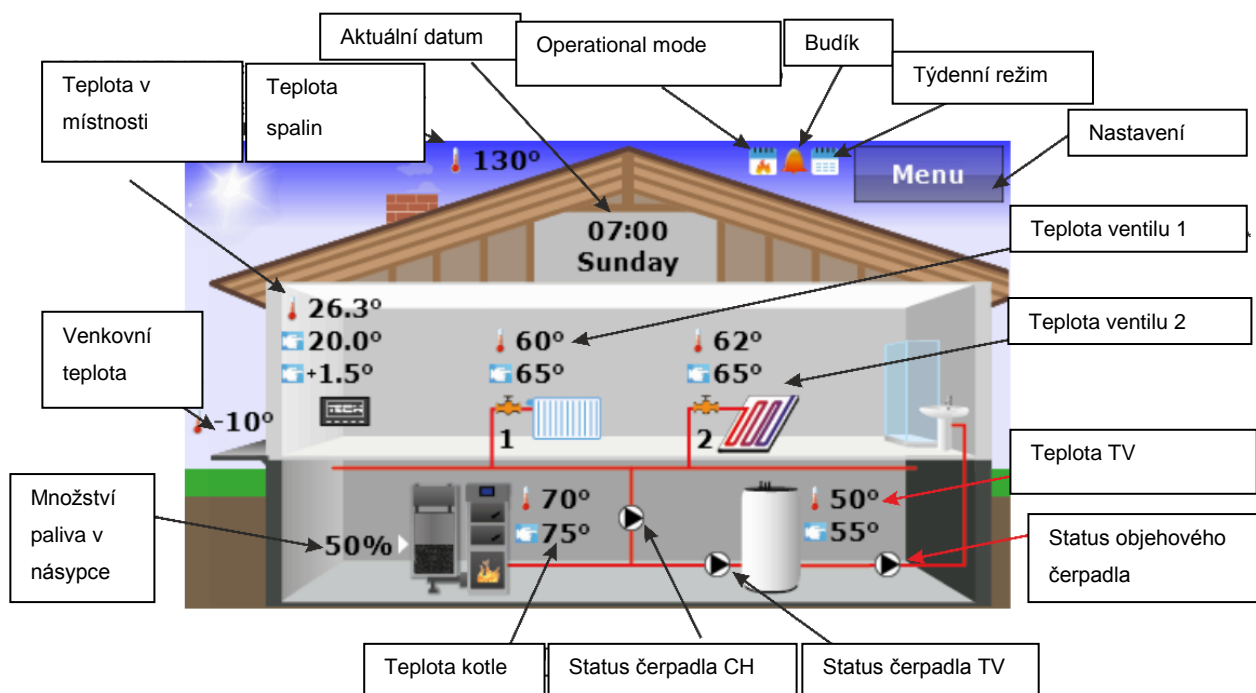 Aktuální datum
Operational mode
Budík
Týdenní režim
Teplota v
místnosti
Teplota
spalin
Nastavení
130°
Menu
07:00
Sunday
Teplota ventilu 1
*
26.3°
20.0°
+1.5°
60°
65°
62°
65°
Teplota ventilu 2
Venkovní
teplota
-10°
TECH
1
2
Teplota TV
Množství
paliva v
násypce
50%
70°
75°
50°
55°
Status objehového
čerpadla
Teplota kotle
Status čerpadla CH
Status čerpadla TV